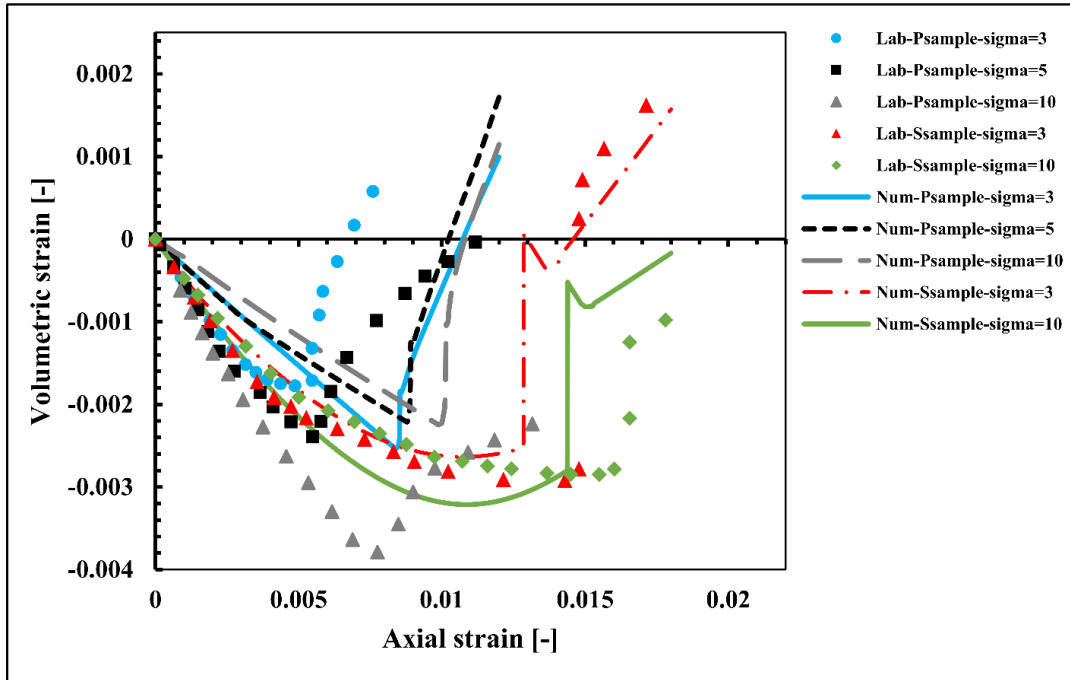 0.002
0.001
0
-0.001
-0.002
-0.003
-0.004
Volumetric strain [-]
0 0.005 0.01 0.015 0.02
Axial strain [-]
Lab-Psample-sigma=3
Lab-Psample-sigma=5
Lab-Psample-sigma=10
Lab-Ssample-sigma=3
Lab-Ssample-sigma=10
Num-Psample-sigma=3
Num-Psample-sigma=5
Num-Psample-sigma=10
Num-Ssample-sigma=3
Num-Ssample-sigma=10